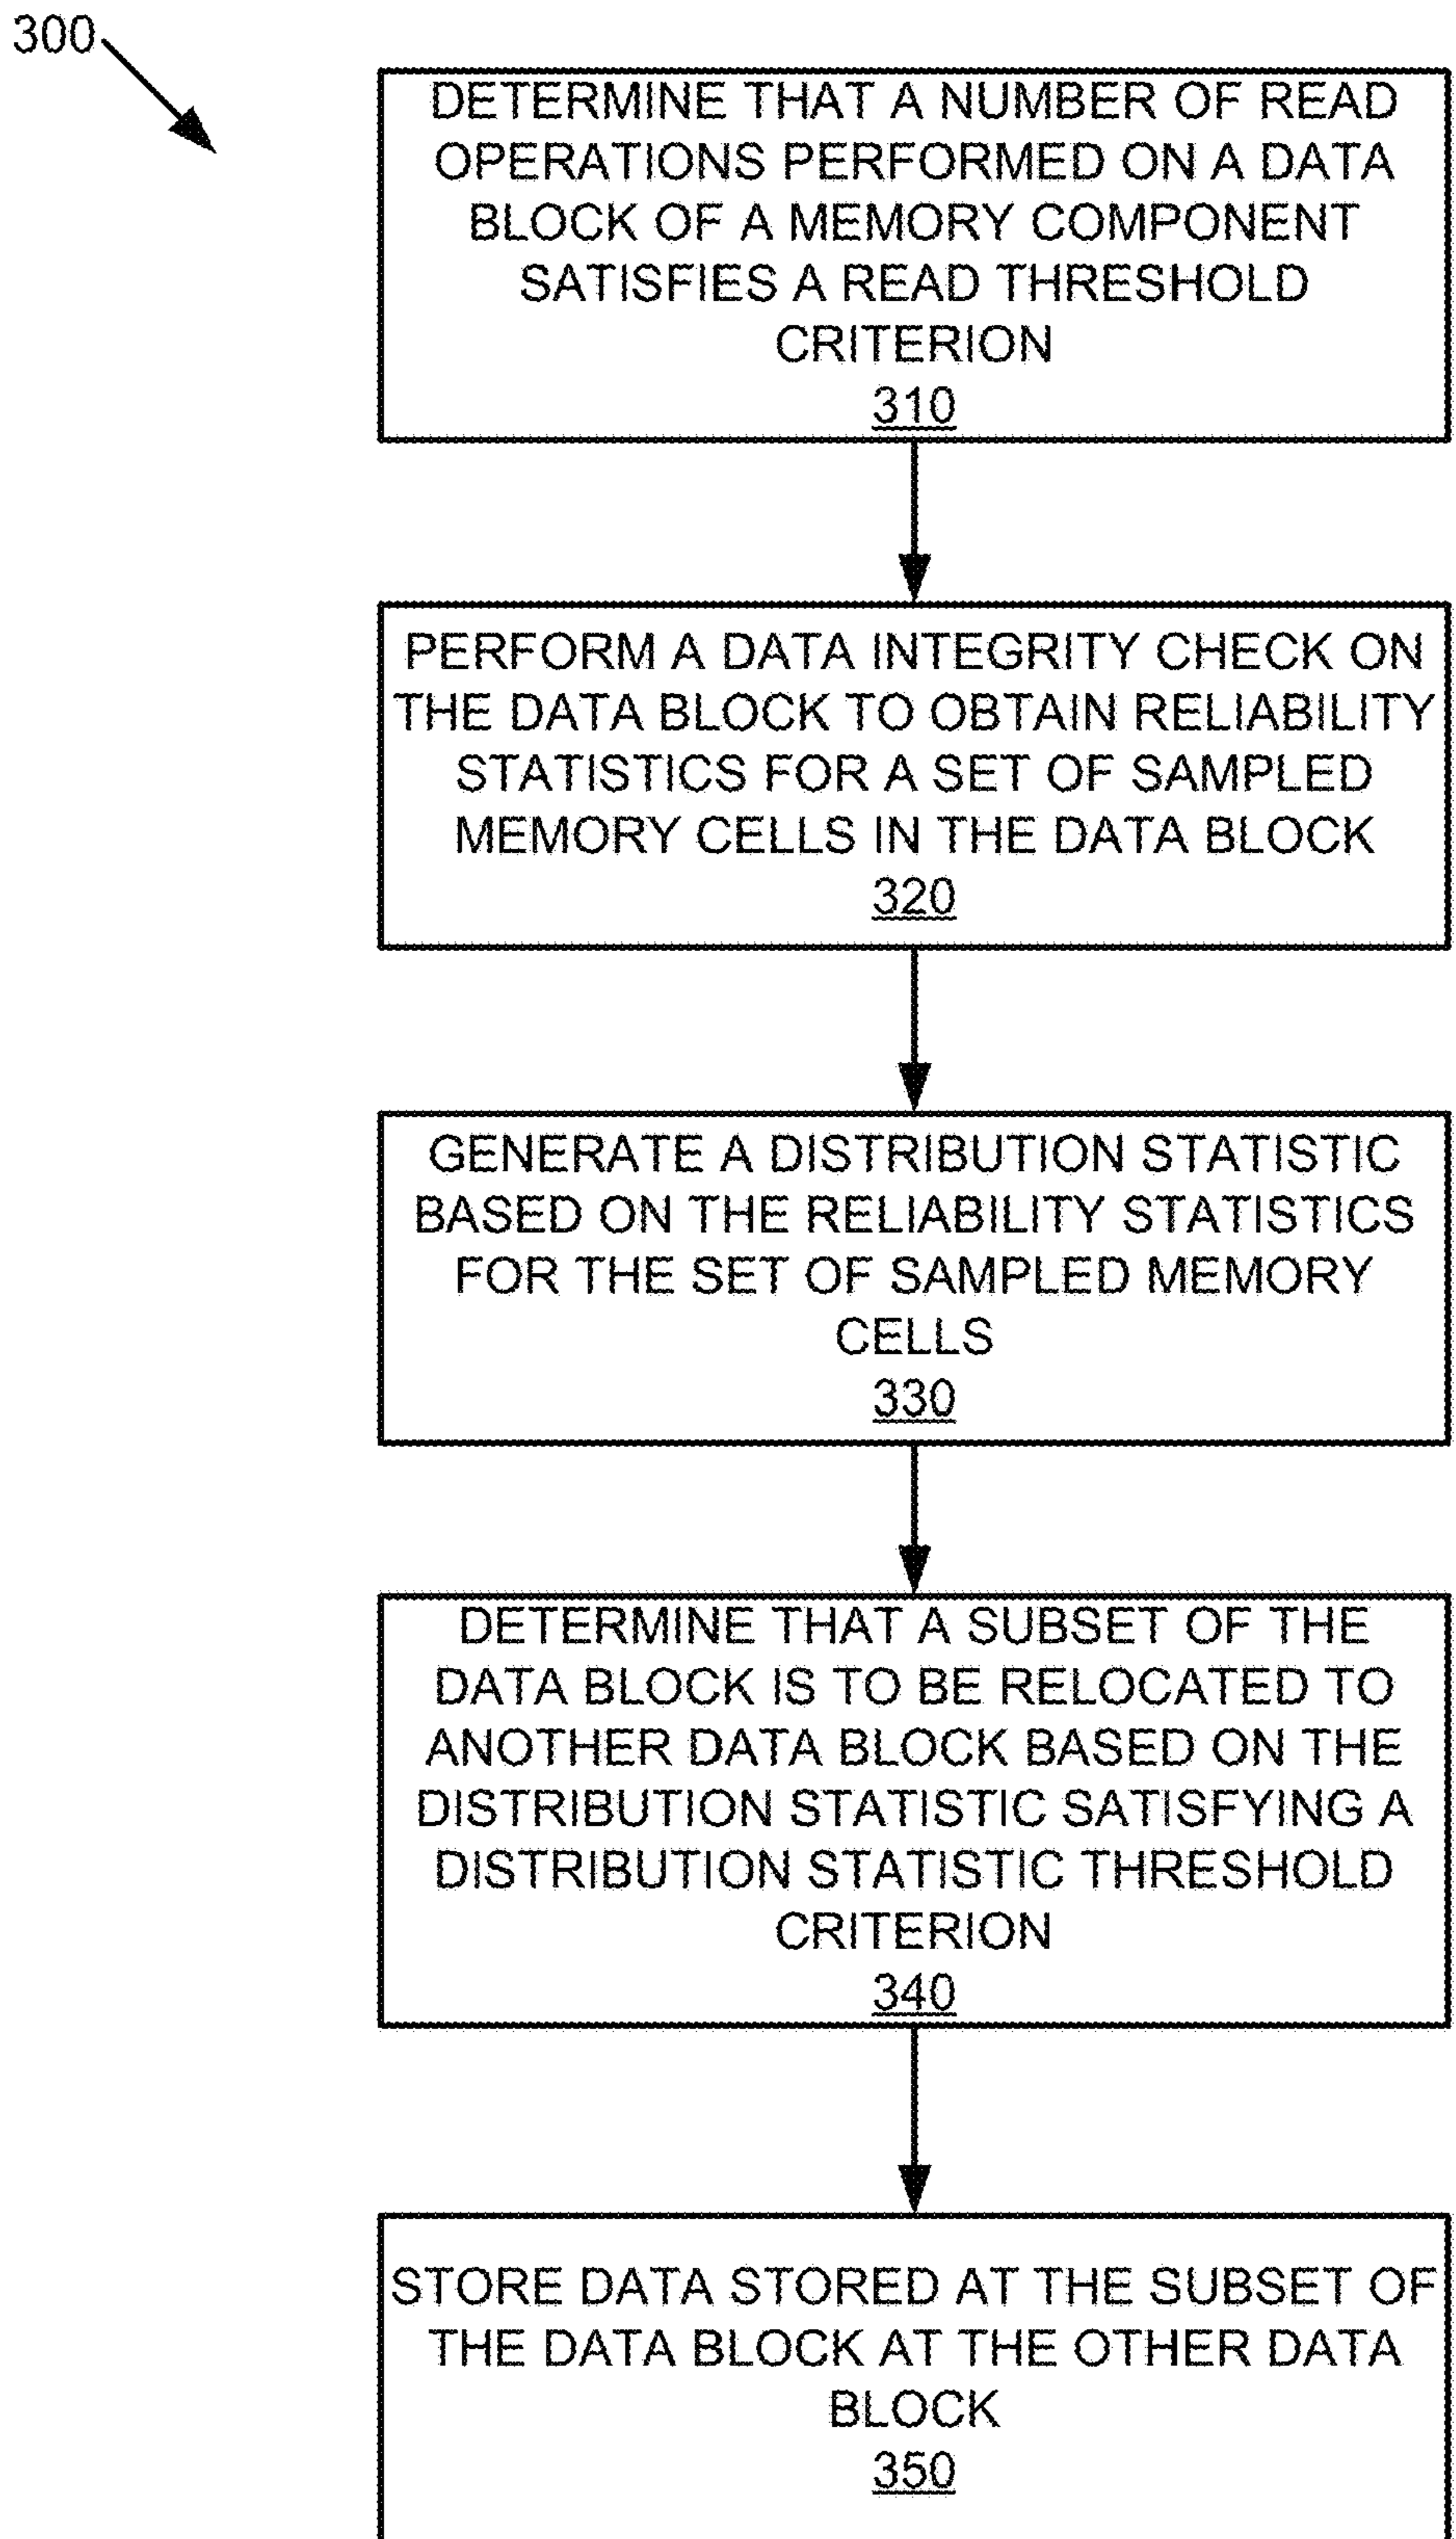 300
DETERMINE THAT A NUMBER OF READ
OPERATIONS PERFORMED ON A DATA
BLOCK OF A MEMORY COMPONENT
SATISFIES A READ THRESHOLD
CRITERION
310
PERFORM A DATA INTEGRITY CHECK ON
THE DATA BLOCK TO OBTAIN RELIABILITY
STATISTICS FOR A SET OF SAMPLED
MEMORY CELLS IN THE DATA BLOCK
320
GENERATE A DISTRIBUTION STATISTIC
BASED ON THE RELIABILITY STATISTICS
FOR THE SET OF SAMPLED MEMORY
CELLS
330
DETERMINE THAT A SUBSET OF THE
DATA BLOCK IS TO BE RELOCATED TO
ANOTHER DATA BLOCK BASED ON THE
DISTRIBUTION STATISTIC SATISFYING A
DISTRIBUTION STATISTIC THRESHOLD
CRITERION
340
STORE DATA STORED AT THE SUBSET OF
THE DATA BLOCK AT THE OTHER DATA
BLOCK
350